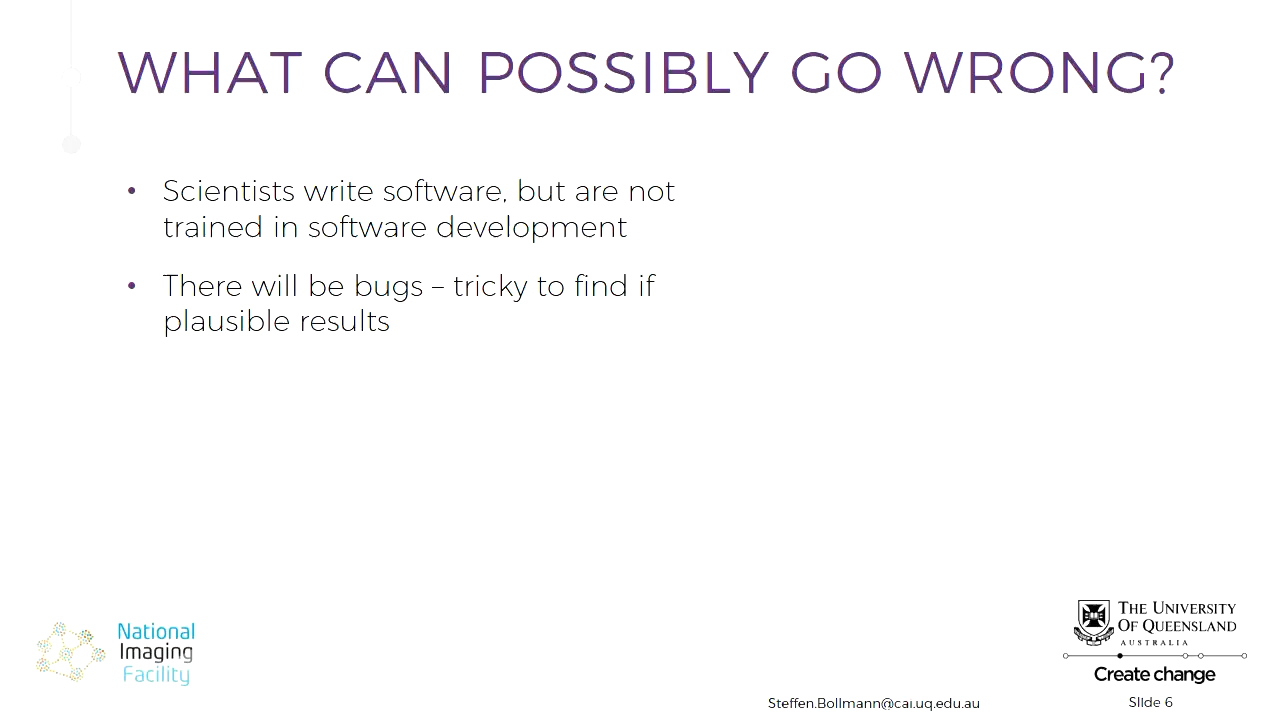 WHAT CAN POSSIBLY GO WRONG?
• Scientists write software, but are not
trained in software development
• There will be bugs – tricky to find if
plausible results
National
Imaging
Facility
THE UNIVERSITY
OF QUEENSLAND
AUSTRALIA
Create change
Steffen.Bollmann@cai.uq.edu.au
Slide 6